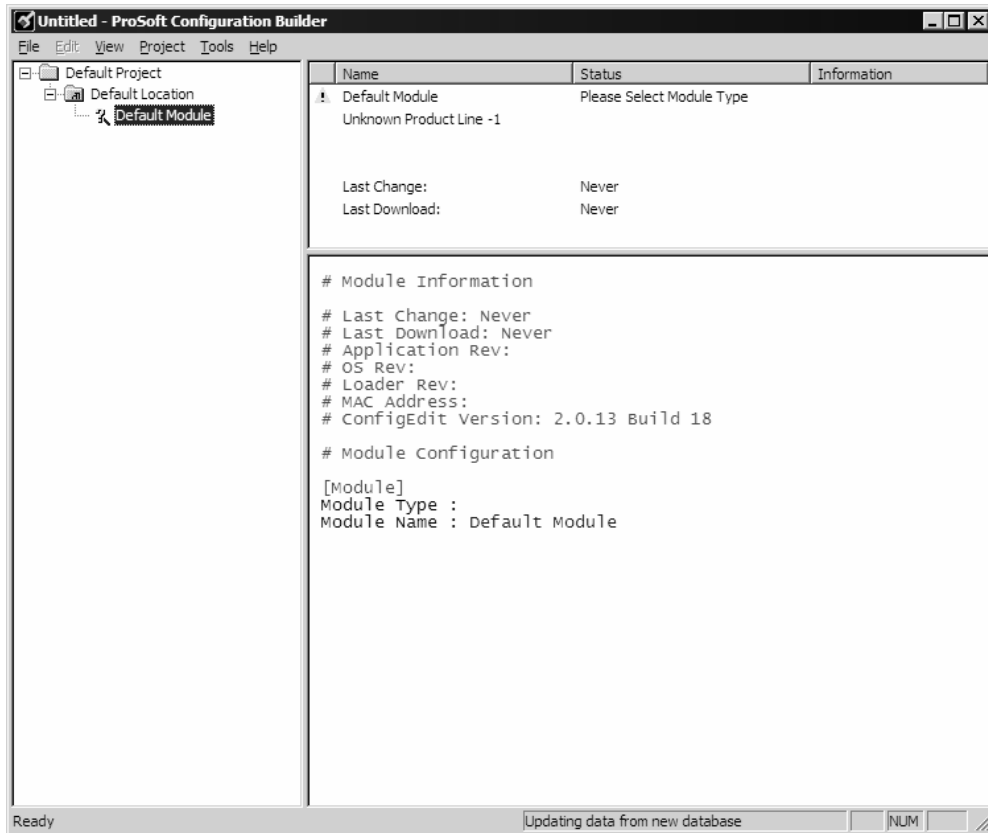 Untitled - ProSoft Configuration Builder
File Edit View Project Tools Help
Default Project
Default Location
Default Module
Name Status Information
Default Module Please Select Module Type
Unknown Product Line -1
Last Change: Never
Last Download: Never
# Module Information
# Last Change: Never
# Last Download: Never
# Application Rev:
# OS Rev:
# Loader Rev:
# MAC Address:
# ConfigEdit Version: 2.0.13 Build 18
# Module Configuration
[Module]
Module Type :
Module Name : Default Module
Ready Updating data from new database NUM